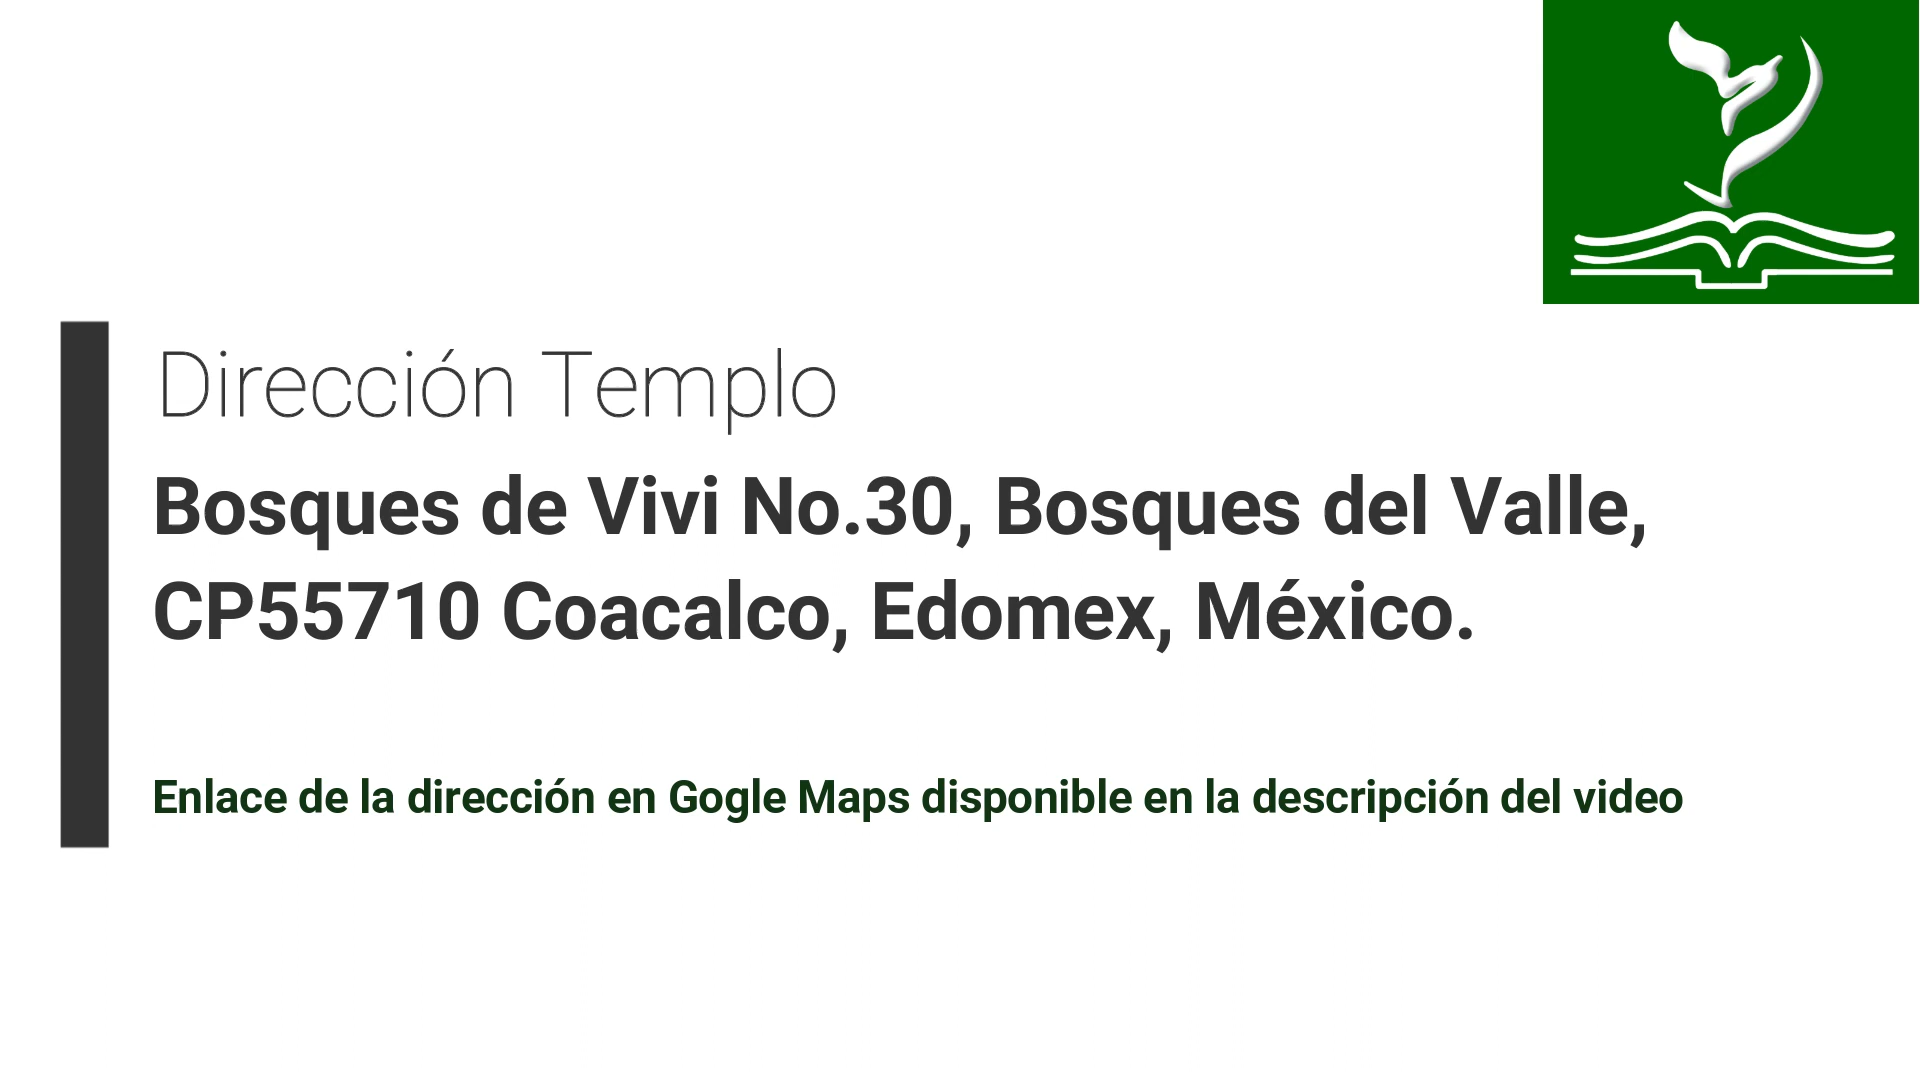 Dirección Templo
Bosques de Vivi No.30, Bosques del Valle,
CP55710 Coacalco, Edomex, México.
Enlace de la dirección en Gogle Maps disponible en la descripción del video